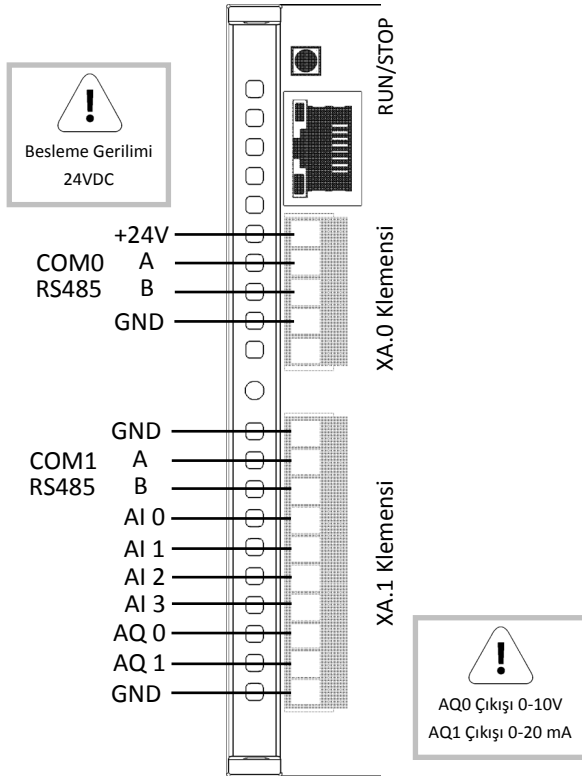 RUN/STOP
!
Besleme Gerilimi
24VDC
+24V
COM0 A
RS485 B
GND
XA.0 Klemensi
GND
COM1 A
RS485 B
AI 0
AI 1
AI 2
AI 3
AQ 0
AQ 1
GND
XA.1 Klemensi
!
AQ0 Çıkışı 0-10V
AQ1 Çıkışı 0-20 mA